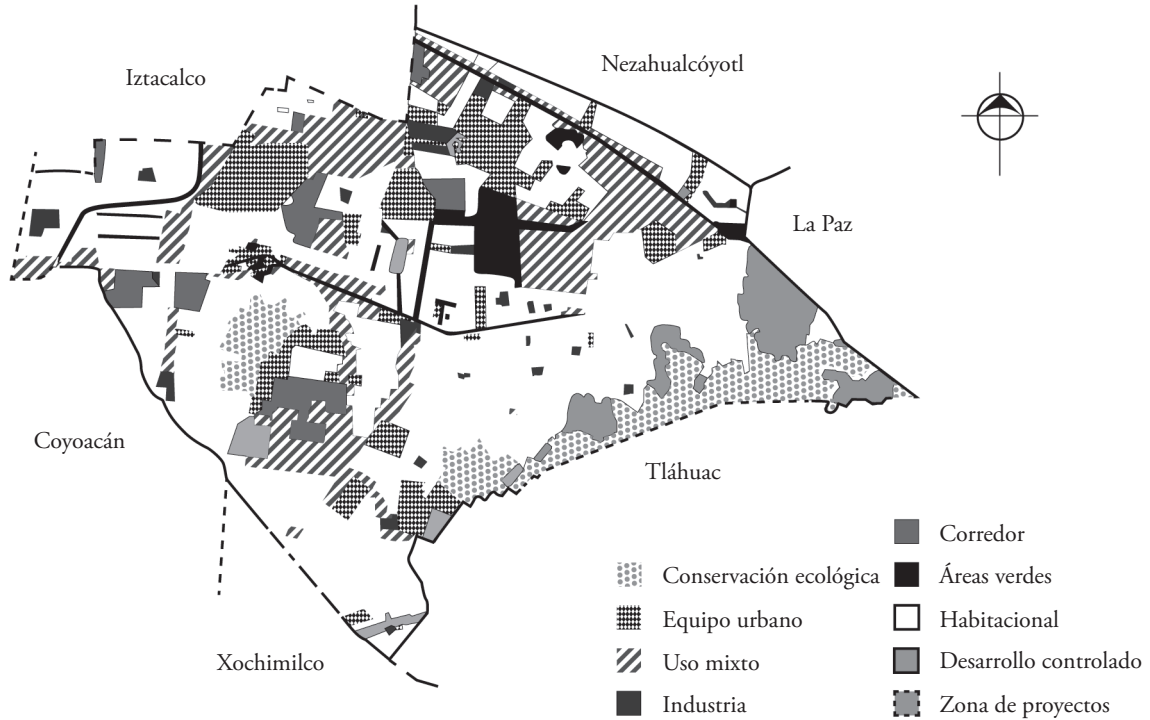 Nezahualcóyotl
Iztacalco
La Paz
Coyoacán
Tláhuac
Xochimilco
Conservación ecológica
Equipo urbano
Uso mixto
Industria
Corredor
Áreas verdes
Habitacional
Desarrollo controlado
Zona de proyectos